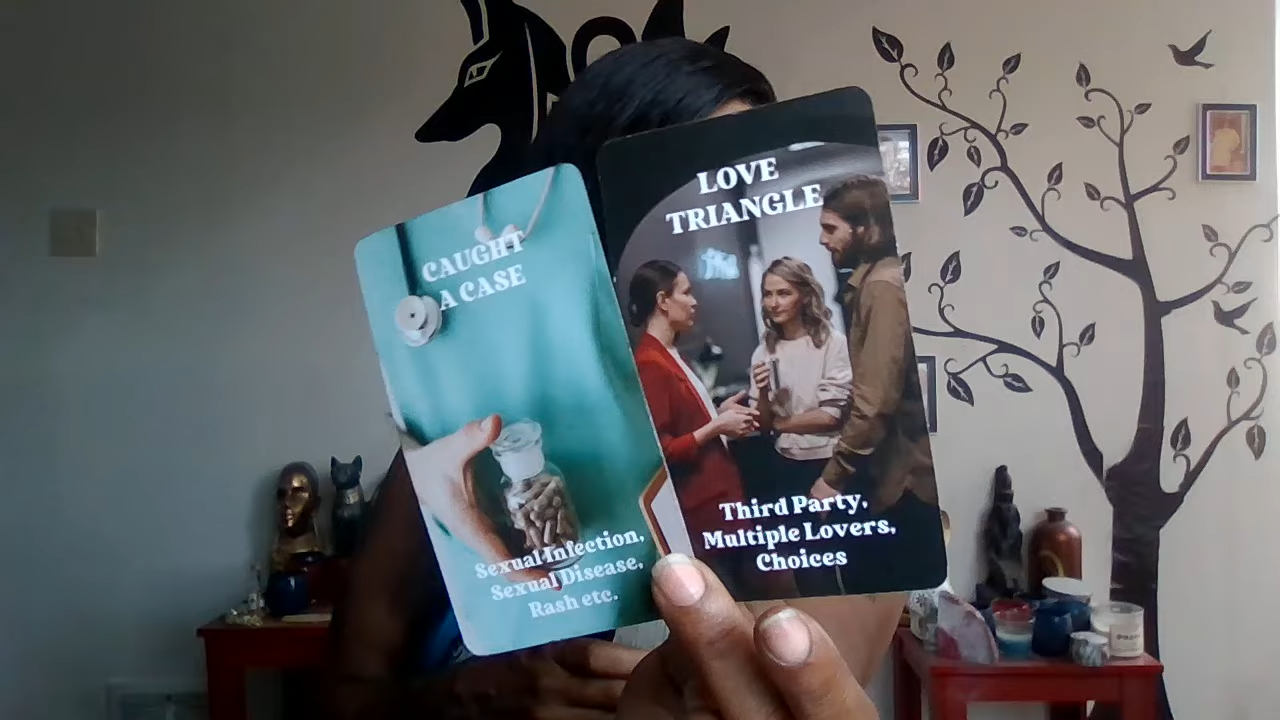 CAUGHT
A CASE
Sexual Infection,
Sexual Disease,
Rash etc.
LOVE
TRIANGLE
Third Party,
Multiple Lovers,
Choices